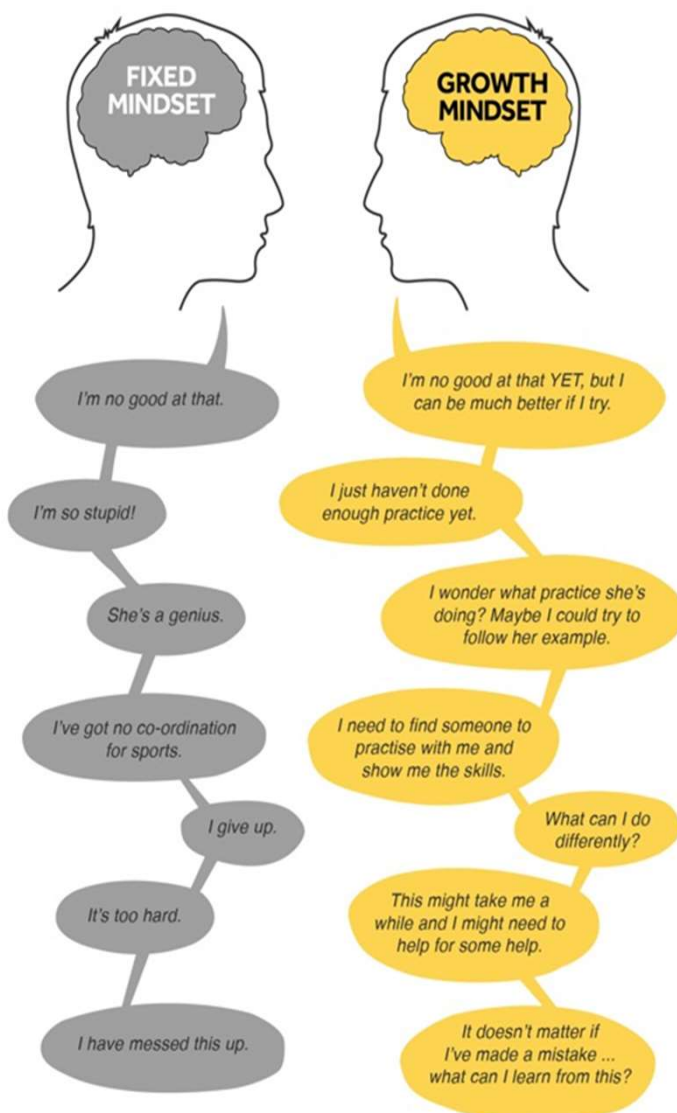 FIXED
MINDSET
I'm no good at that.
I'm so stupid!
She's a genius.
I've got no co-ordination
for sports.
I give up.
It's too hard.
I have messed this up.
GROWTH
MINDSET
I'm no good at that YET, but I
can be much better if I try.
I just haven't done
enough practice yet.
I wonder what practice she's
doing? Maybe I could try to
follow her example.
I need to find someone to
practise with me and
show me the skills.
What can I do
differently?
This might take me a
while and I might need to
help for some help.
It doesn't matter if
I've made a mistake ...
what can I learn from this?